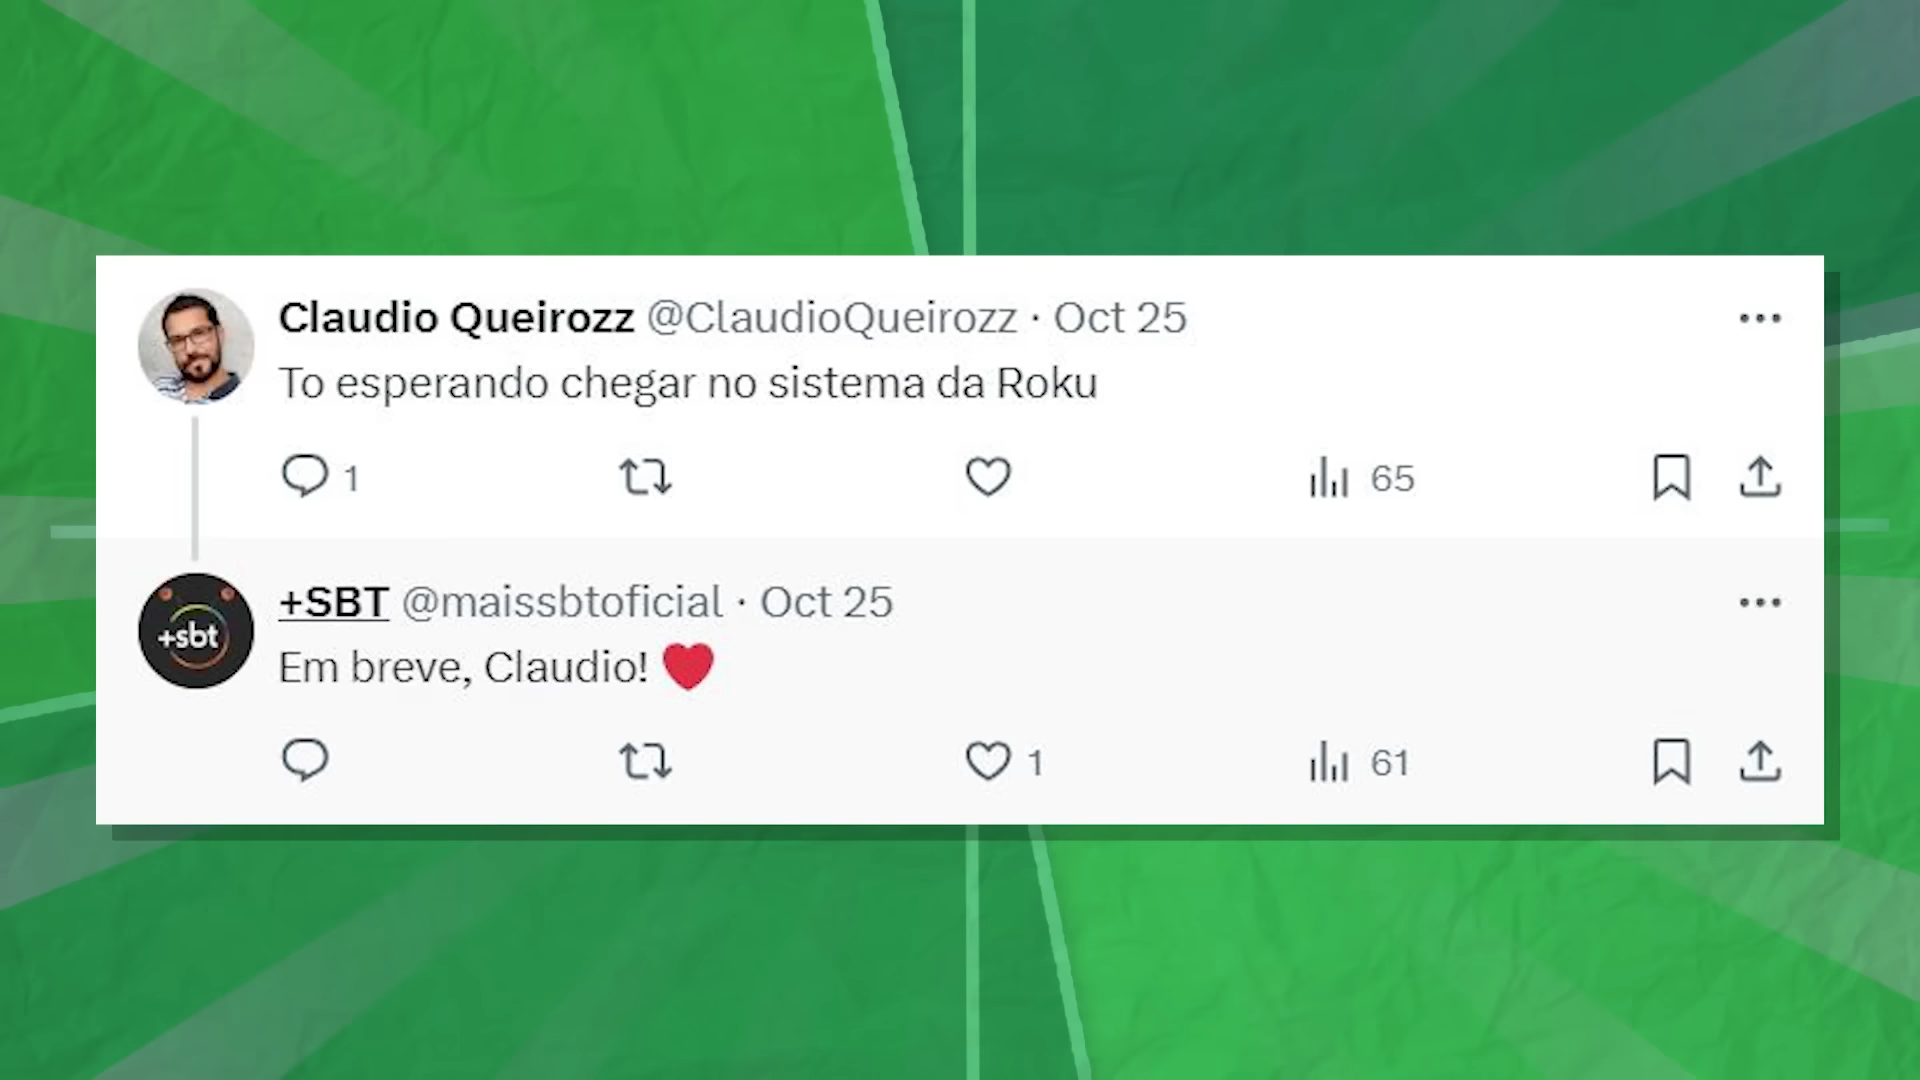 Claudio Queirozz @ClaudioQueirozz · Oct 25
To esperando chegar no sistema da Roku
1 65
+SBT @maissbtoficial · Oct 25
+sbt
Em breve, Claudio! ❤️
1 61